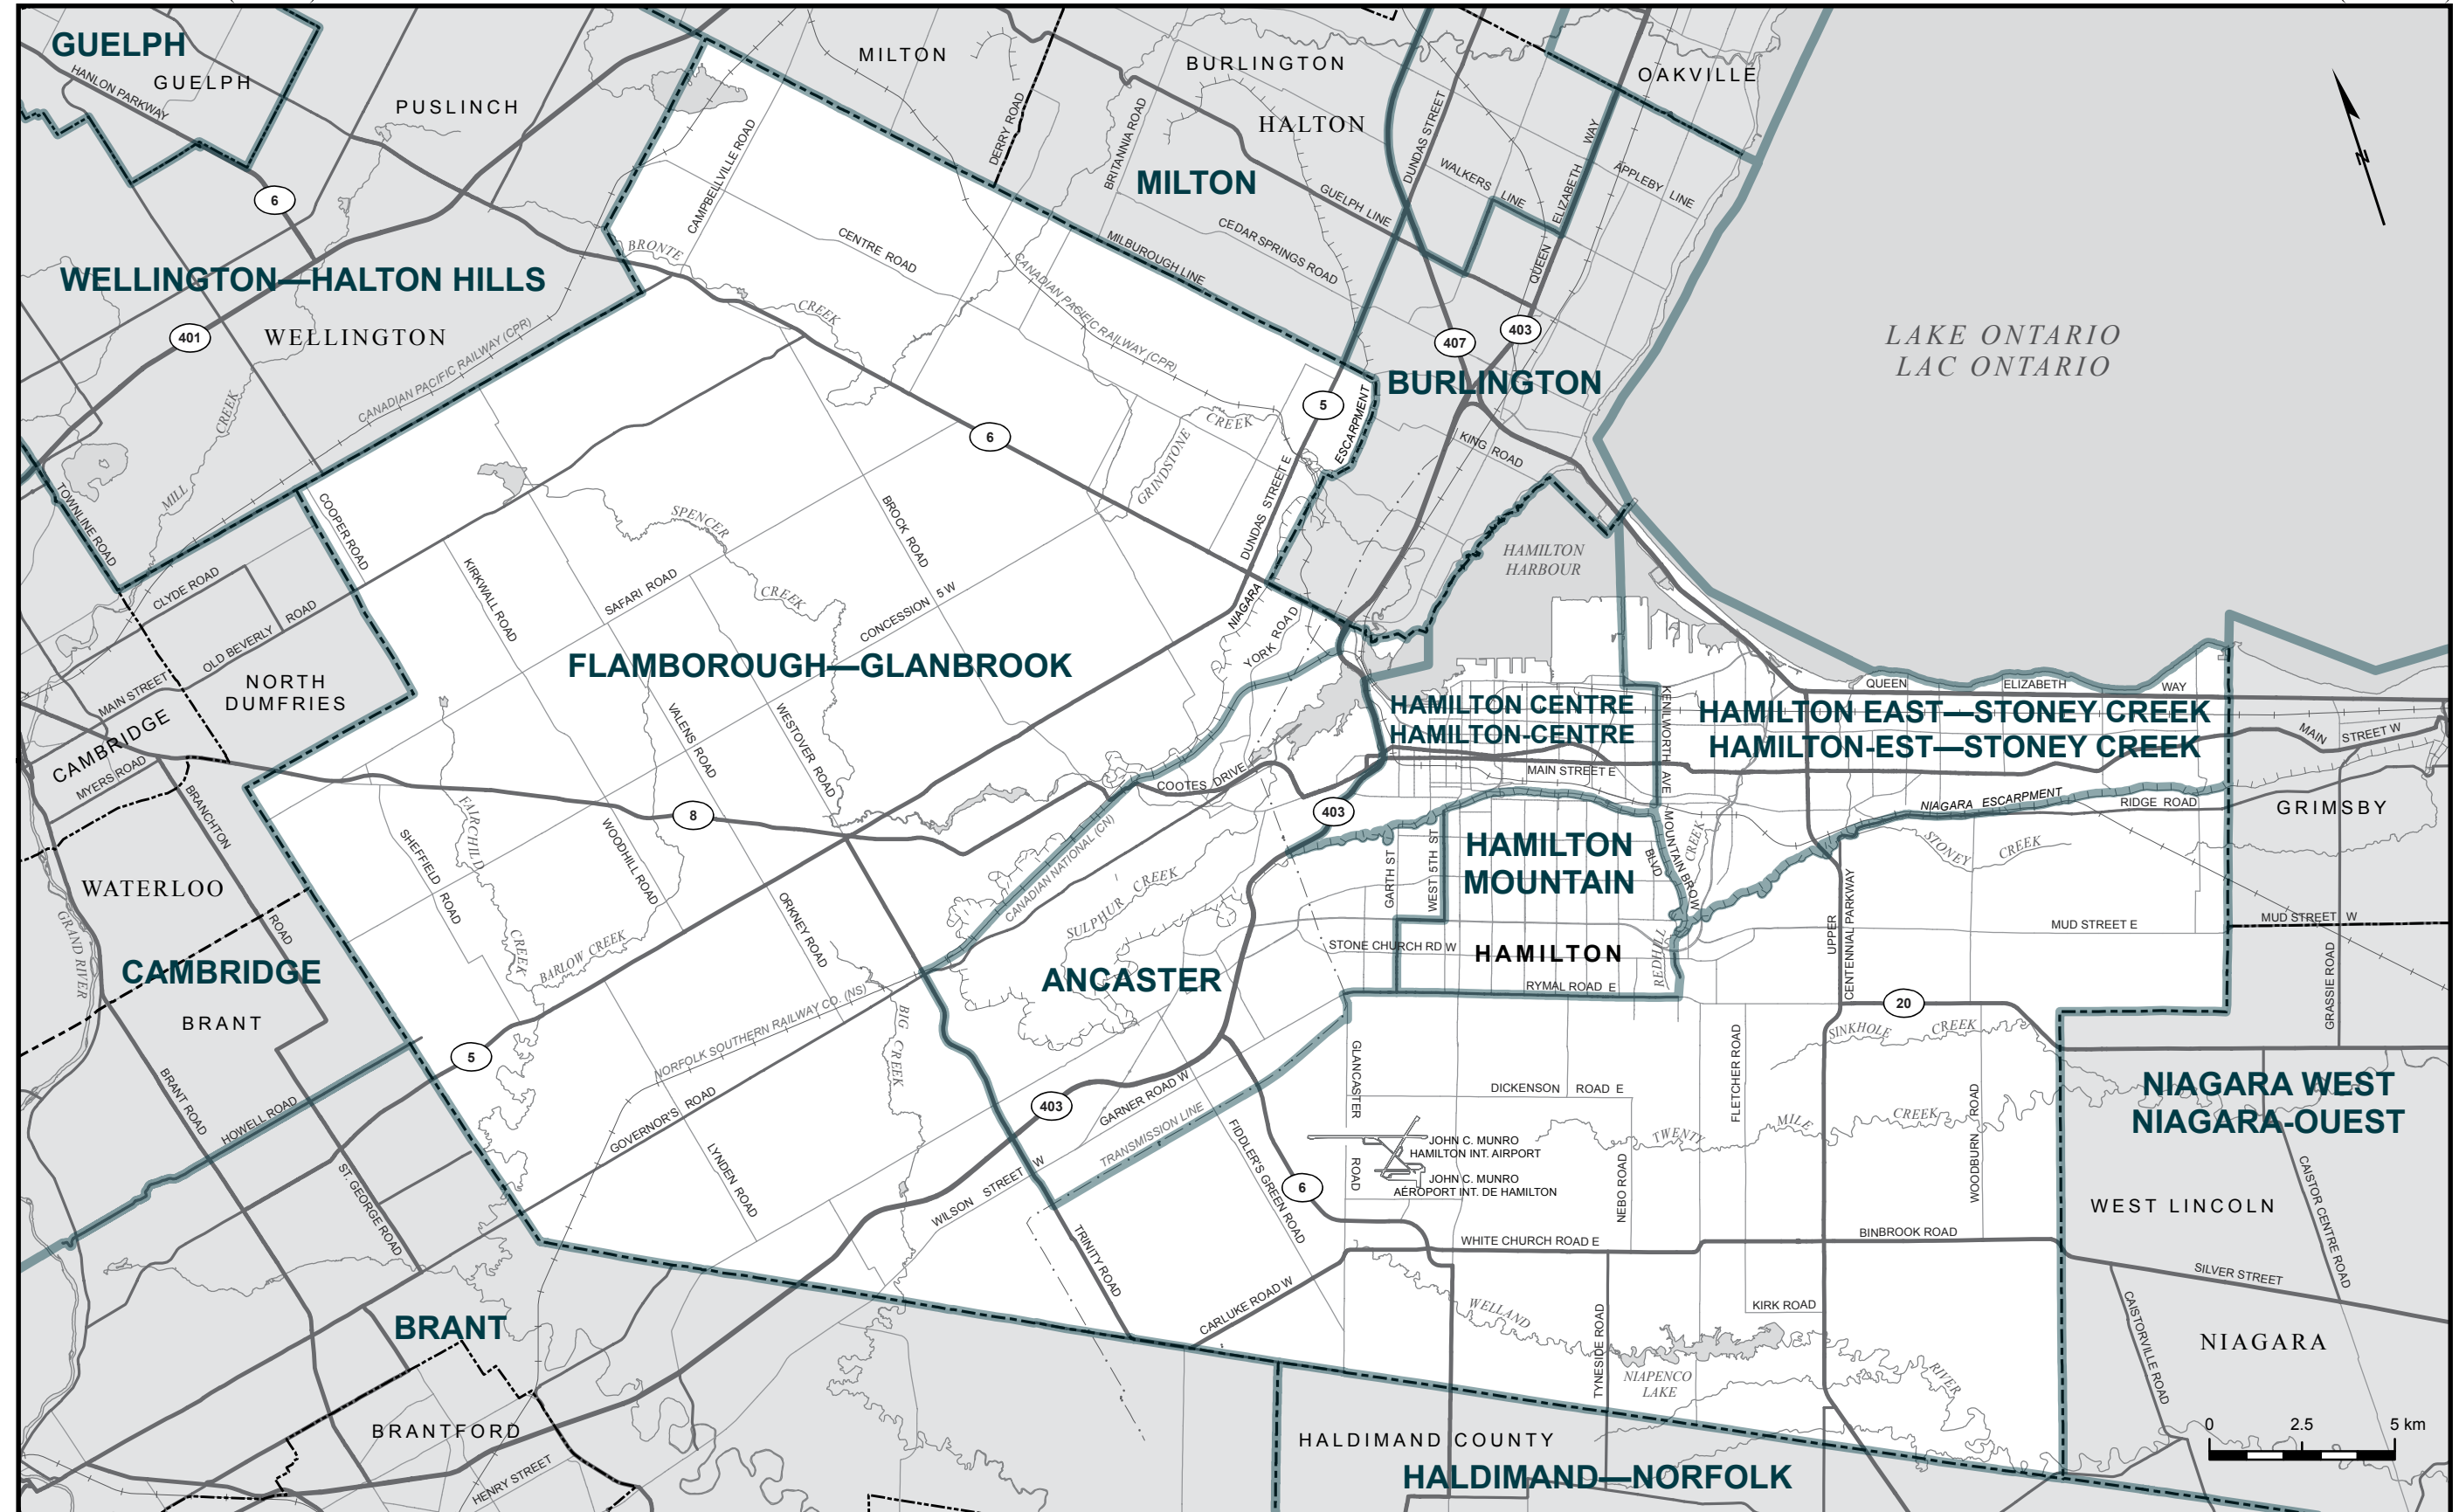 GUELPH
GUELPH
HANLON PARKWAY
PUSLINCH
MILTON
BURLINGTON
OAKVILLE
HALTON
MILTON
DERRY ROAD
BRITANNIA ROAD
DUNDAS STREET
WALKERS LINE
APPLEBY LINE
QUEEN ELIZABETH WAY
GUELPH LINE
CEDAR SPRINGS ROAD
MILBUROUGH LINE
CAMPBELLVILLE ROAD
CENTRE ROAD
CANADIAN PACIFIC RAILWAY (CPR)
N
6
WELLINGTON—HALTON HILLS
WELLINGTON
401
CANADIAN PACIFIC RAILWAY (CPR)
MILL CREEK
BRONTE CREEK
LAKE ONTARIO
LAC ONTARIO
407
403
BURLINGTON
5
6
KING ROAD
NIAGARA ESCARPMENT
GRINDSTONE CREEK
DUNDAS STREET E
TOWNLINE ROAD
COOPER ROAD
KIRKWALL ROAD
SPENCER CREEK
BROCK ROAD
SAFARI ROAD
CONCESSION 5 W
YORK ROAD
HAMILTON
HARBOUR
CLYDE ROAD
OLD BEVERLY ROAD
MAIN STREET
NORTH
DUMFRIES
CAMBRIDGE
MYERS ROAD
BRANCHTON ROAD
FLAMBOROUGH—GLANBROOK
VALENS ROAD
WESTOVER ROAD
HAMILTON CENTRE
HAMILTON-CENTRE
KENILWORTH AVE
HAMILTON EAST—STONEY CREEK
HAMILTON-EST—STONEY CREEK
QUEEN ELIZABETH WAY
MAIN STREET W
MAIN STREET E
COOTES DRIVE
403
8
NIAGARA ESCARPMENT
RIDGE ROAD
GRIMSBY
STONEY CREEK
HAMILTON
MOUNTAIN
MOUNTAIN BROW BLVD
REDHILL CREEK
GARTH ST
WEST 5TH ST
SHEFFIELD ROAD
FAIRCHILD CREEK
WOODHILL ROAD
ORKNEY ROAD
BARLOW CREEK
CANADIAN NATIONAL (CN)
SULPHUR CREEK
WATERLOO
GRAND RIVER
CAMBRIDGE
BRANT
ANCASTER
STONE CHURCH RD W
HAMILTON
RYMAL ROAD E
UPPER CENTENNIAL PARKWAY
MUD STREET E
MUD STREET W
GRASSIE ROAD
20
5
NORFOLK SOUTHERN RAILWAY CO. (NS)
BIG CREEK
SINKHOLE CREEK
BRANT ROAD
HOWELL ROAD
GOVERNOR'S ROAD
403
GARNER ROAD W
TRANSMISSION LINE
GLANCASTER ROAD
DICKENSON ROAD E
FLETCHER ROAD
TWENTY MILE CREEK
WOODBURN ROAD
NIAGARA WEST
NIAGARA-OUEST
JOHN C. MUNRO
HAMILTON INT. AIRPORT
JOHN C. MUNRO
AÉROPORT INT. DE HAMILTON
NEBO ROAD
FIDDLER'S GREEN ROAD
6
LYNDEN ROAD
ST. GEORGE ROAD
WILSON STREET W
TRINITY ROAD
WHITE CHURCH ROAD E
BINBROOK ROAD
WEST LINCOLN
CAISTOR CENTRE ROAD
SILVER STREET
CAISTORVILLE ROAD
CARLUKE ROAD W
WELLAND RIVER
KIRK ROAD
TYNESIDE ROAD
NIAPENCO
LAKE
NIAGARA
BRANT
BRANTFORD
HENRY STREET
HALDIMAND COUNTY
HALDIMAND—NORFOLK
0 2.5 5 km